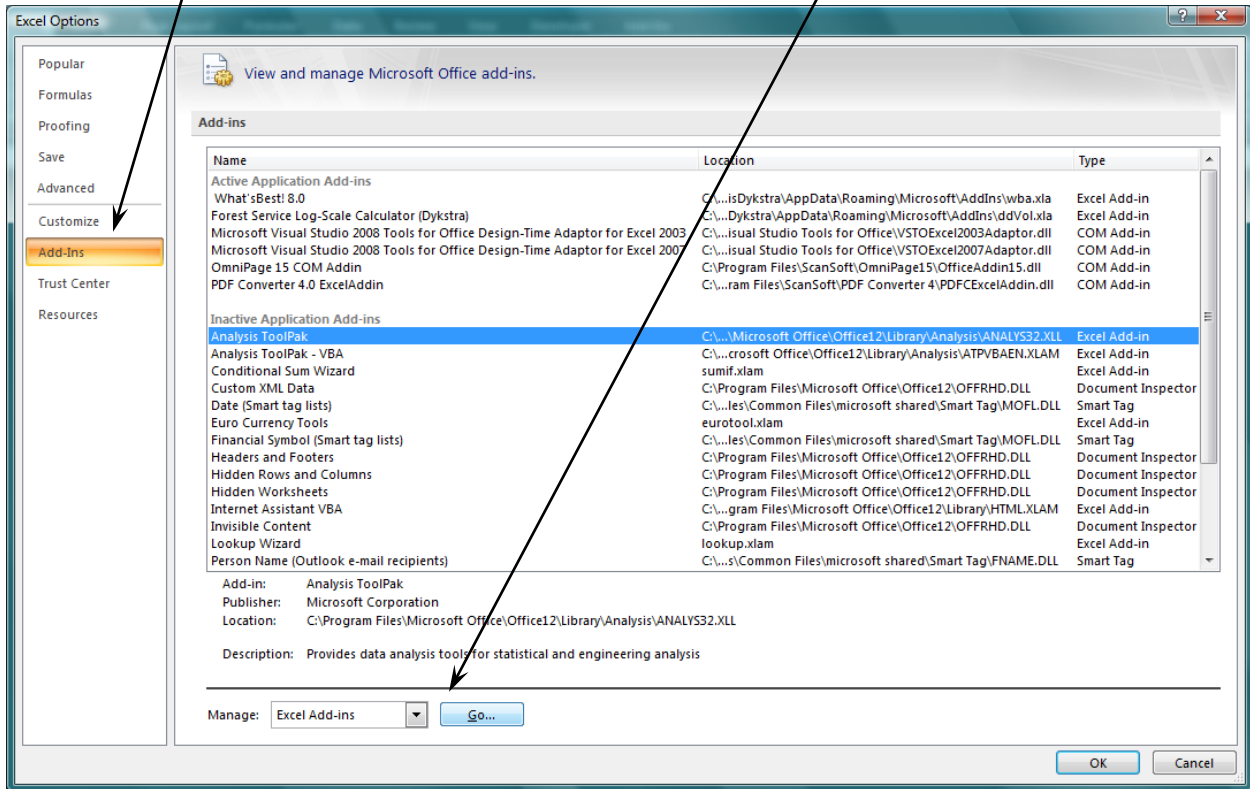 Excel Options
Popular
Formulas
Proofing
Save
Advanced
Customize
Add-Ins
Trust Center
Resources
View and manage Microsoft Office add-ins.
Add-ins
Name Location Type
Active Application Add-ins
What'sBest! 8.0 C:\...isDykstra\AppData\Roaming\Microsoft\AddIns\wba.xla Excel Add-in
Forest Service Log-Scale Calculator (Dykstra) C:\...Dykstra\AppData\Roaming\Microsoft\AddIns\ddVol.xla Excel Add-in
Microsoft Visual Studio 2008 Tools for Office Design-Time Adaptor for Excel 2003 C:\...isual Studio Tools for Office\VSTOExcel2003Adaptor.dll COM Add-in
Microsoft Visual Studio 2008 Tools for Office Design-Time Adaptor for Excel 2007 C:\...isual Studio Tools for Office\VSTOExcel2007Adaptor.dll COM Add-in
OmniPage 15 COM Addin C:\Program Files\ScanSoft\OmniPage15\OfficeAddin15.dll COM Add-in
PDF Converter 4.0 ExcelAddin C:\...ram Files\ScanSoft\PDF Converter 4\PDFCExcelAddin.dll COM Add-in
Inactive Application Add-ins
Analysis ToolPak C:\...\Microsoft Office\Office12\Library\Analysis\ANALYS32.XLL Excel Add-in
Analysis ToolPak - VBA C:\...crosoft Office\Office12\Library\Analysis\ATPVBAEN.XLAM Excel Add-in
Conditional Sum Wizard sumif.xlam Excel Add-in
Custom XML Data C:\Program Files\Microsoft Office\Office12\OFFRHD.DLL Document Inspector
Date (Smart tag lists) C:\...les\Common Files\microsoft shared\Smart Tag\MOFL.DLL Smart Tag
Euro Currency Tools eurotool.xlam Excel Add-in
Financial Symbol (Smart tag lists) C:\...les\Common Files\microsoft shared\Smart Tag\MOFL.DLL Smart Tag
Headers and Footers C:\Program Files\Microsoft Office\Office12\OFFRHD.DLL Document Inspector
Hidden Rows and Columns C:\Program Files\Microsoft Office\Office12\OFFRHD.DLL Document Inspector
Hidden Worksheets C:\Program Files\Microsoft Office\Office12\OFFRHD.DLL Document Inspector
Internet Assistant VBA C:\...gram Files\Microsoft Office\Office12\Library\HTML.XLAM Excel Add-in
Invisible Content C:\Program Files\Microsoft Office\Office12\OFFRHD.DLL Document Inspector
Lookup Wizard lookup.xlam Excel Add-in
Person Name (Outlook e-mail recipients) C:\...s\Common Files\microsoft shared\Smart Tag\FNAME.DLL Smart Tag
Add-in: Analysis ToolPak
Publisher: Microsoft Corporation
Location: C:\Program Files\Microsoft Office\Office12\Library\Analysis\ANALYS32.XLL
Description: Provides data analysis tools for statistical and engineering analysis
Manage: Excel Add-ins Go...
OK Cancel